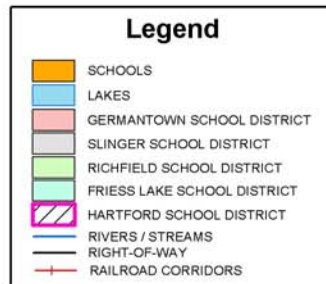 Legend
SCHOOLS
LAKES
GERMANTOWN SCHOOL DISTRICT
SLINGER SCHOOL DISTRICT
RICHFIELD SCHOOL DISTRICT
FRIESS LAKE SCHOOL DISTRICT
HARTFORD SCHOOL DISTRICT
RIVERS / STREAMS
RIGHT-OF-WAY
RAILROAD CORRIDORS